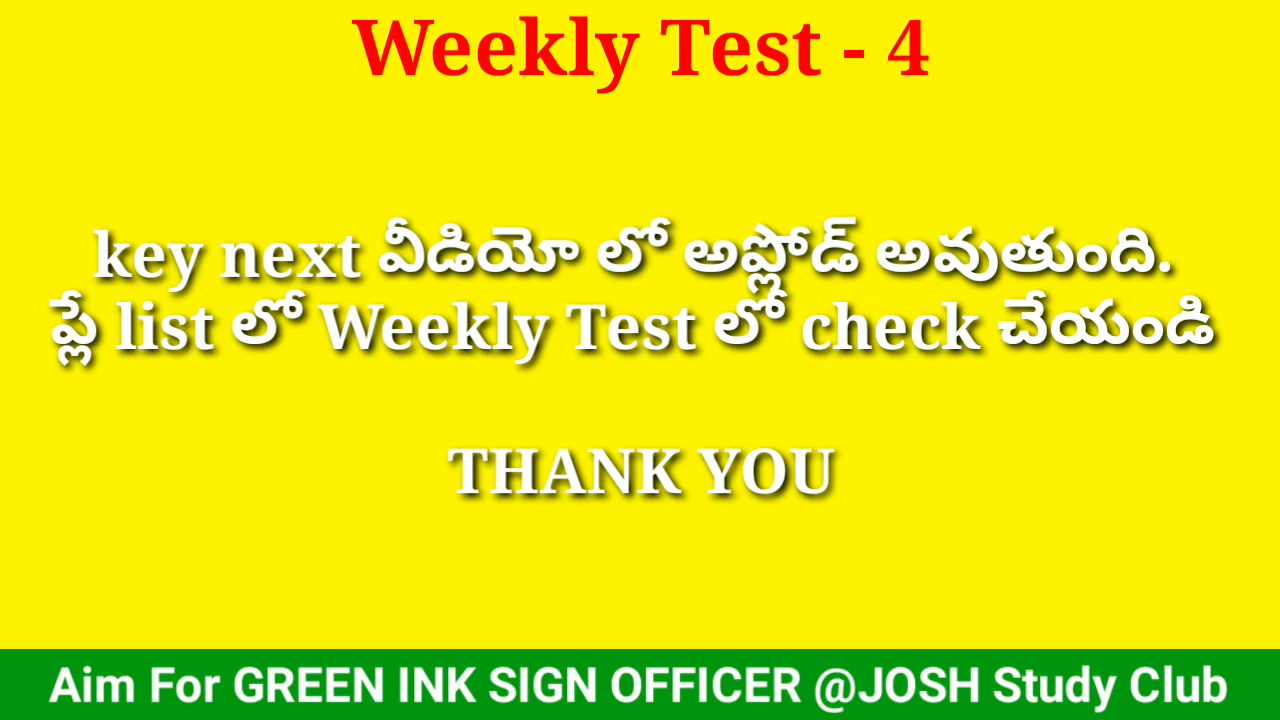 Weekly Test - 4
key next వీడియో లో అప్లోడ్ అవుతుంది.
ప్లే list లో Weekly Test లో check చేయండి
THANK YOU
Aim For GREEN INK SIGN OFFICER @JOSH Study Club